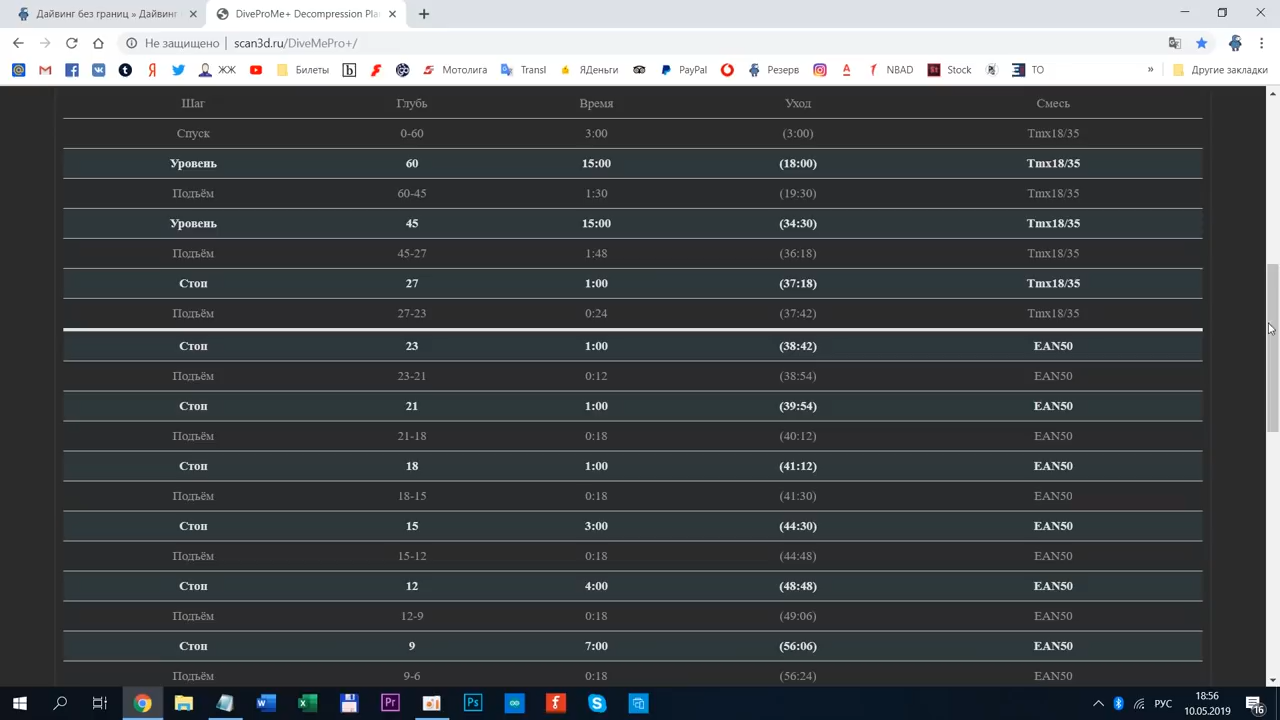 Дайвинг без границ » Дайвинг
DiveProMe+ Decompression Pla
Не защищено
scan3d.ru/DiveMePro+/
ЖЖ
Билеты
Мотолига
Transl
ЯДеньги
PayPal
Резерв
NBAD
Stock
ТО
»
Другие закладки
Шаг Глубь Время Уход Смесь
Спуск 0-60 3:00 (3:00) Tmx18/35
Уровень 60 15:00 (18:00) Tmx18/35
Подъём 60-45 1:30 (19:30) Tmx18/35
Уровень 45 15:00 (34:30) Tmx18/35
Подъём 45-27 1:48 (36:18) Tmx18/35
Стоп 27 1:00 (37:18) Tmx18/35
Подъём 27-23 0:24 (37:42) Tmx18/35
Стоп 23 1:00 (38:42) EAN50
Подъём 23-21 0:12 (38:54) EAN50
Стоп 21 1:00 (39:54) EAN50
Подъём 21-18 0:18 (40:12) EAN50
Стоп 18 1:00 (41:12) EAN50
Подъём 18-15 0:18 (41:30) EAN50
Стоп 15 3:00 (44:30) EAN50
Подъём 15-12 0:18 (44:48) EAN50
Стоп 12 4:00 (48:48) EAN50
Подъём 12-9 0:18 (49:06) EAN50
Стоп 9 7:00 (56:06) EAN50
Подъём 9-6 0:18 (56:24) EAN50
РУС
18:56
10.05.2019
16